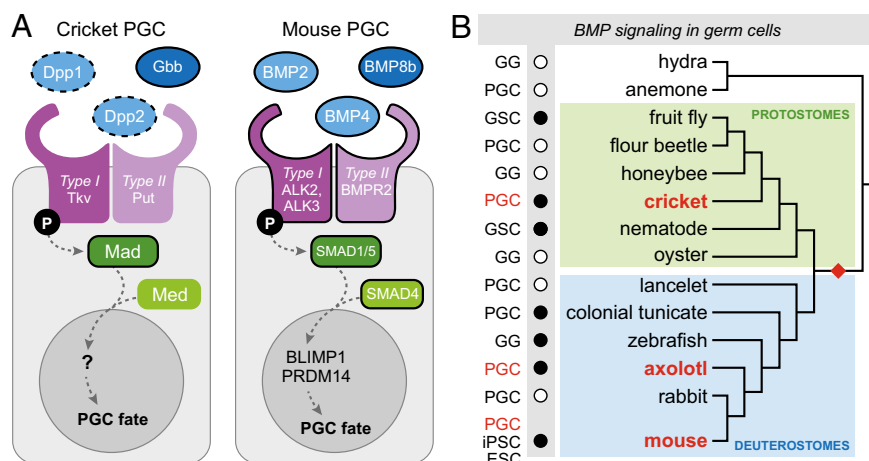 A
Cricket PGC
Mouse PGC
Dpp1
Gbb
Dpp2
Type I
Tkv
Type II
Put
P
Mad
Med
?
PGC fate
BMP2
BMP8b
BMP4
Type I
ALK2,
ALK3
Type II
BMPR2
P
SMAD1/5
SMAD4
BLIMP1
PRDM14
PGC fate
B
BMP signaling in germ cells
GG hydra
PGC anemone
PROTOSTOMES
GSC fruit fly
PGC flour beetle
GG honeybee
PGC cricket
GSC nematode
GG oyster
PGC lancelet
PGC colonial tunicate
GG zebrafish
PGC axolotl
PGC rabbit
PGC
iPSC mouse
ESC
DEUTEROSTOMES